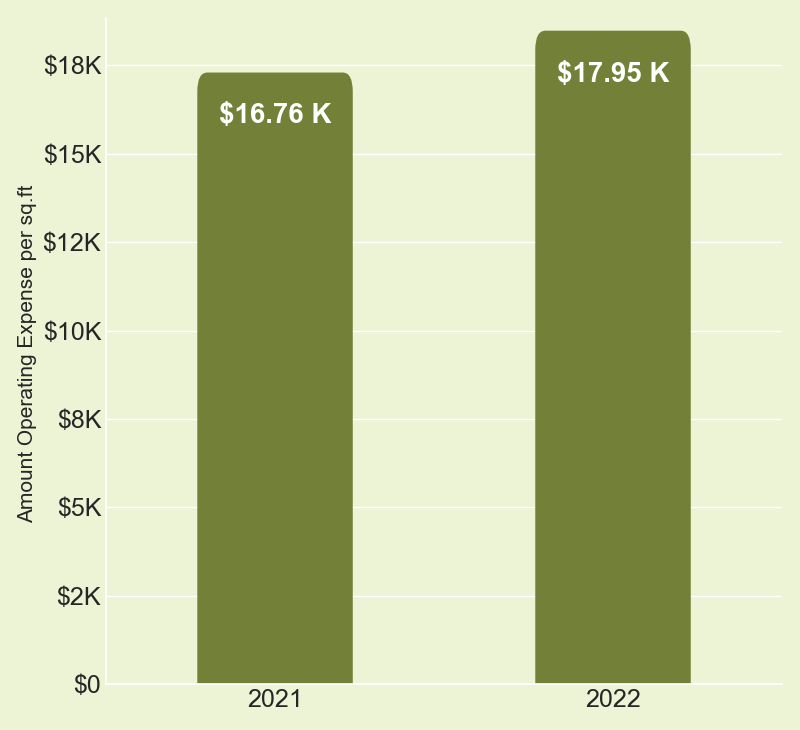 Amount Operating Expense per sq.ft
$18K
$15K
$12K
$10K
$8K
$5K
$2K
$0
$16.76 K
$17.95 K
2021
2022